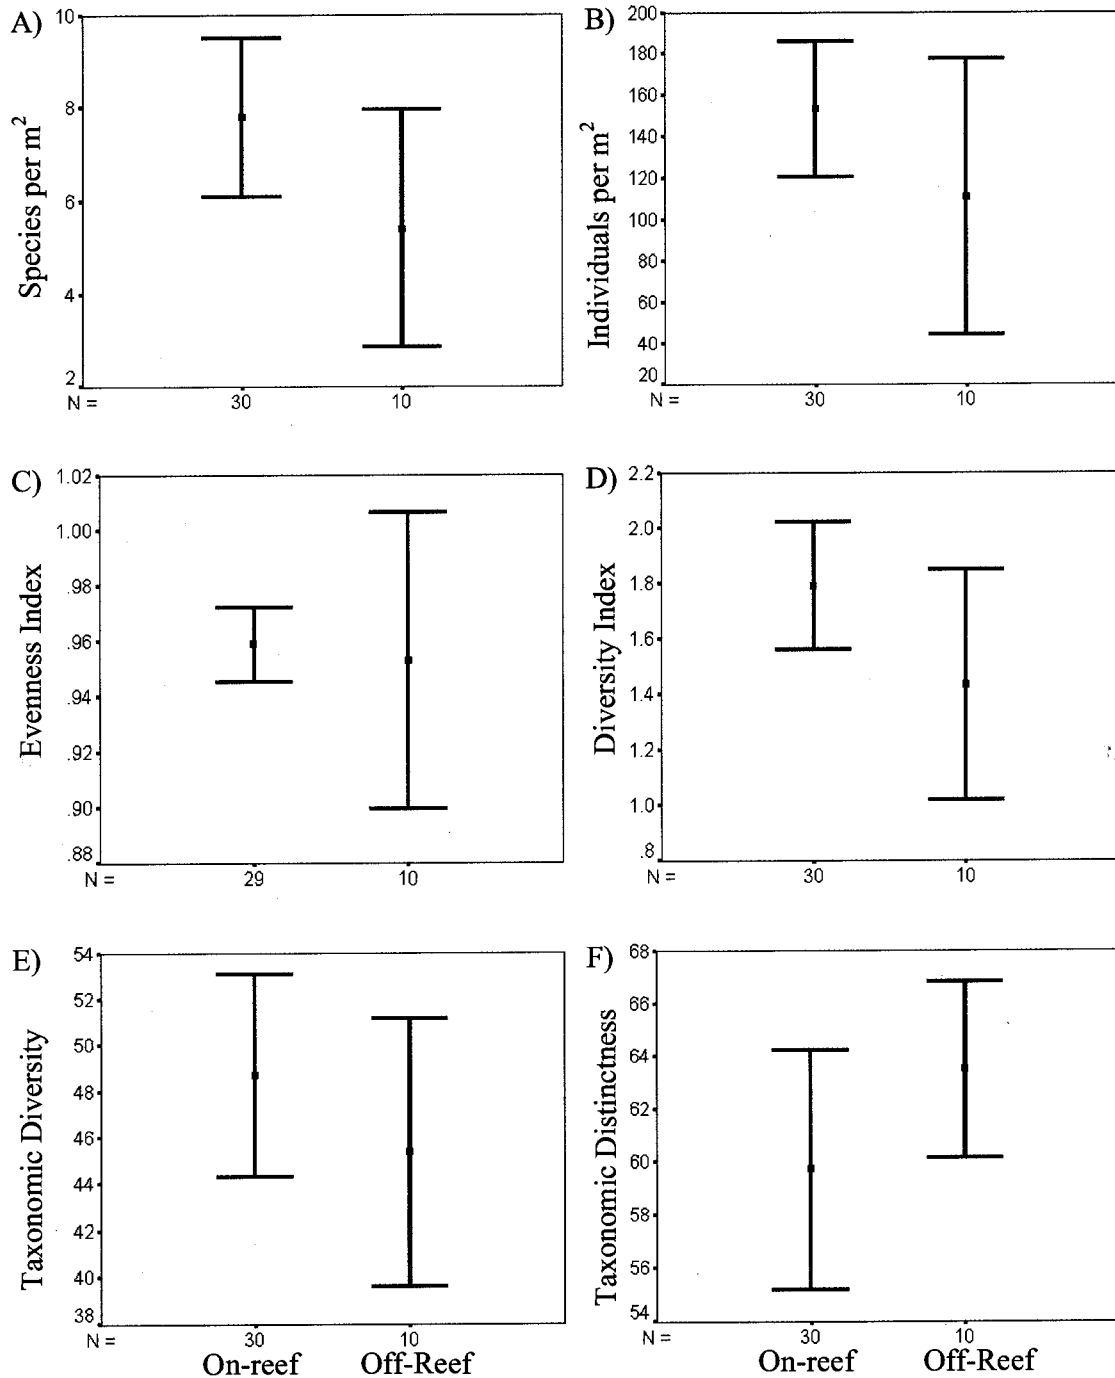 A)
Species per m²
10
8
6
4
2
N =
30
10
B)
Individuals per m²
200
180
160
140
120
100
80
60
40
20
N =
30
10
C)
Evenness Index
1.02
1.00
.98
.96
.94
.92
.90
.88
N =
29
10
D)
Diversity Index
2.2
2.0
1.8
1.6
1.4
1.2
1.0
.8
N =
30
10
E)
Taxonomic Diversity
54
52
50
48
46
44
42
40
38
N =
30
10
On-reef
Off-Reef
F)
Taxonomic Distinctness
68
66
64
62
60
58
56
54
N =
30
10
On-reef
Off-Reef